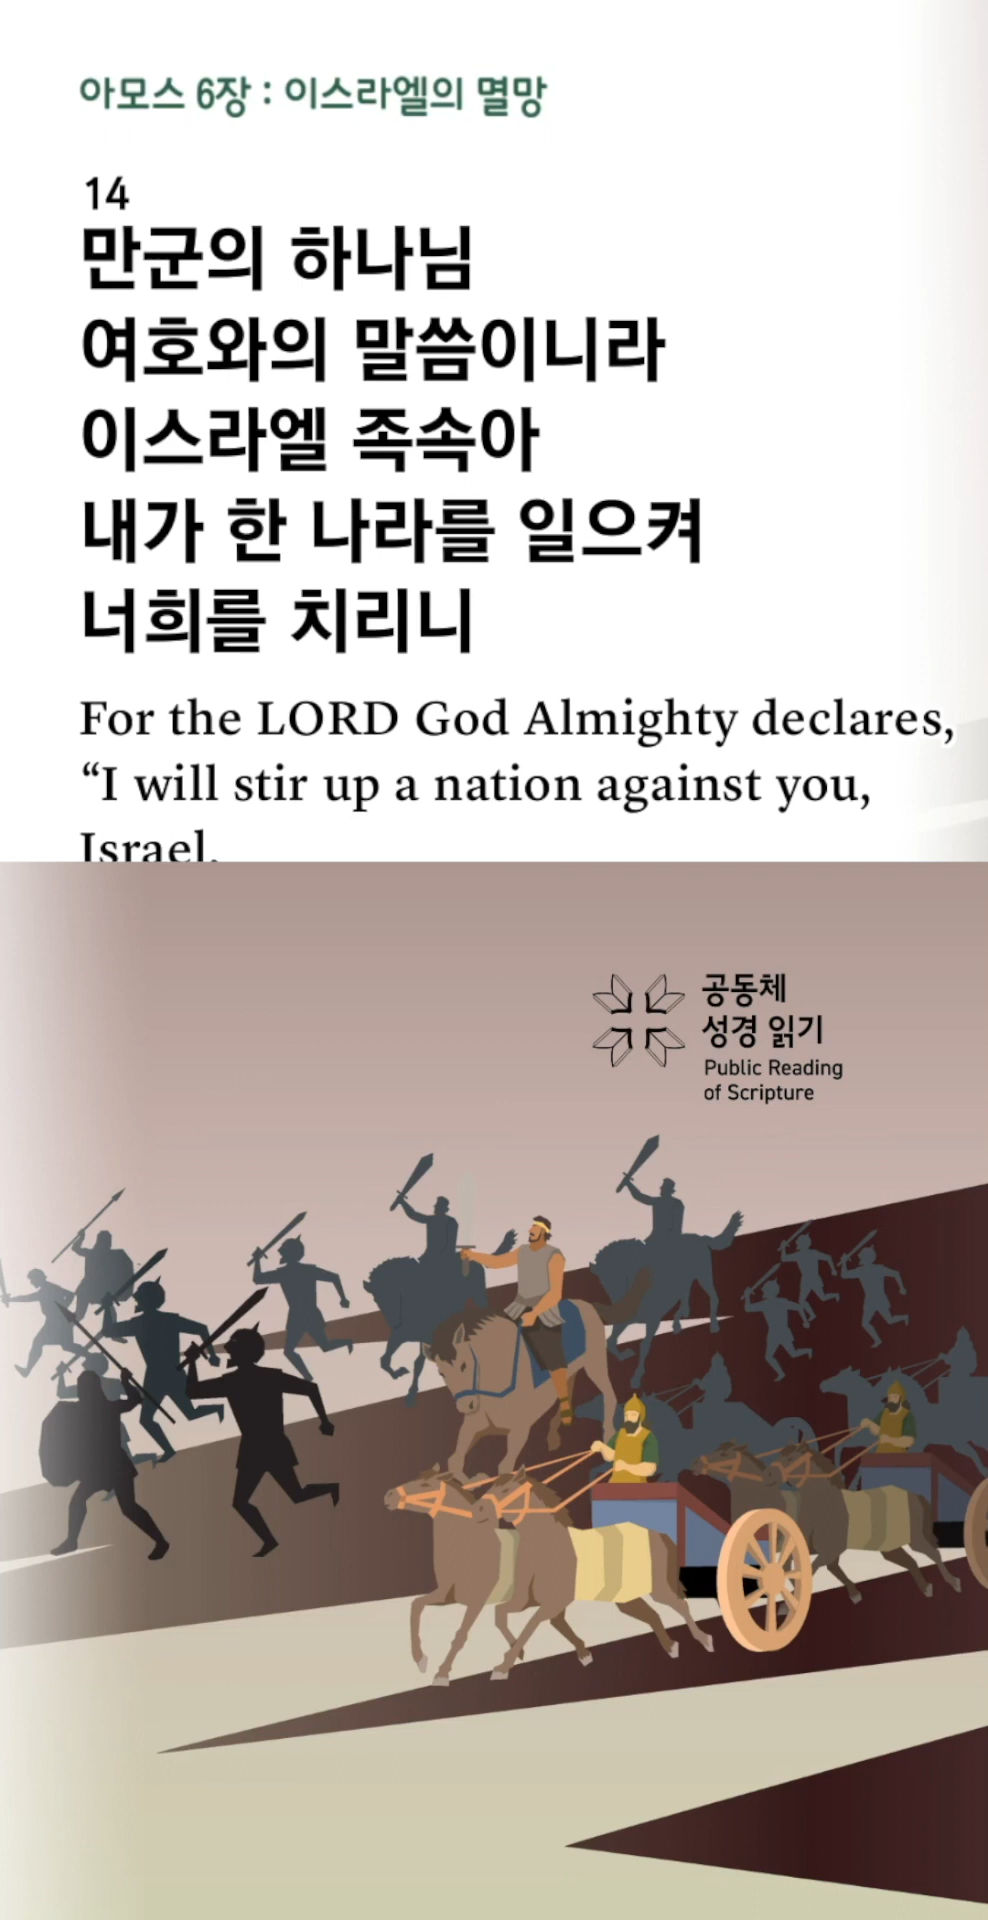 아모스 6장 : 이스라엘의 멸망
14
만군의 하나님
여호와의 말씀이니라
이스라엘 족속아
내가 한 나라를 일으켜
너희를 치리니
For the LORD God Almighty declares,
“I will stir up a nation against you,
Israel,
공동체
성경 읽기
Public Reading
of Scripture